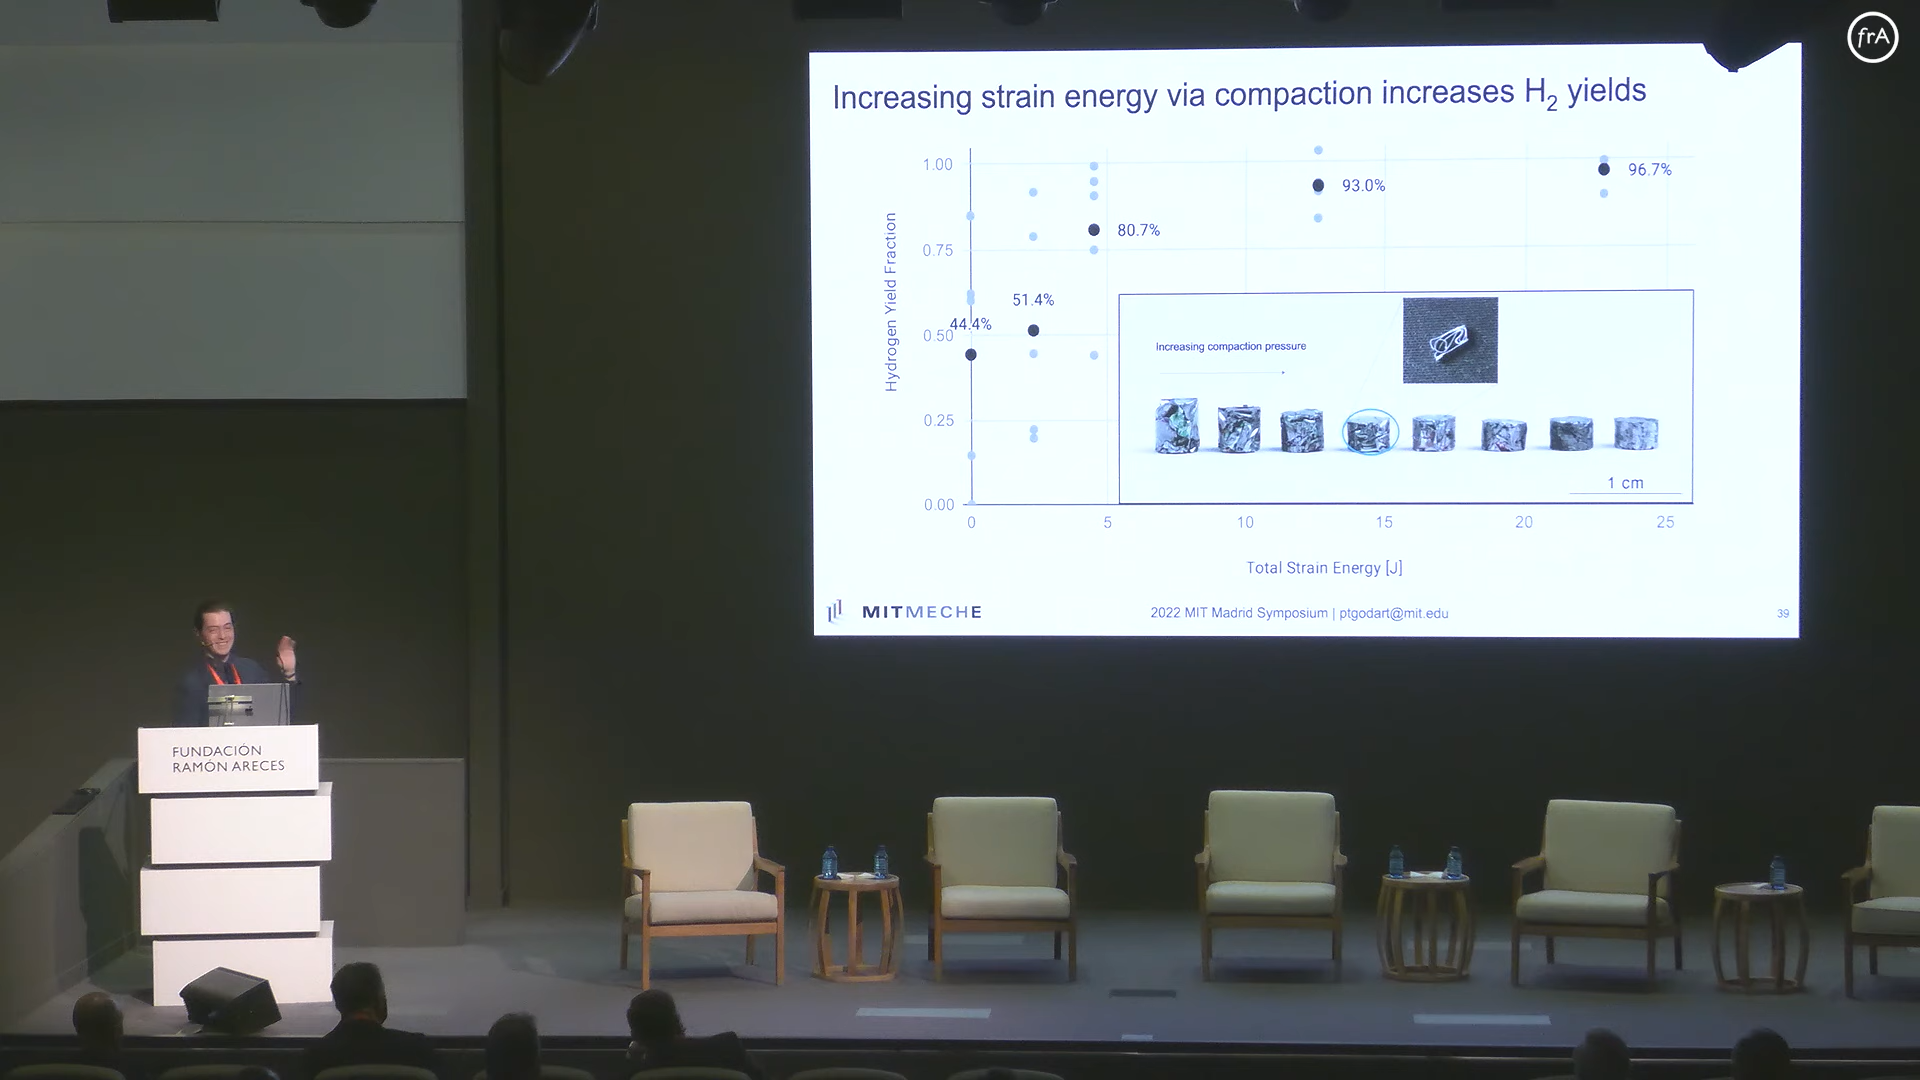 frA
Increasing strain energy via compaction increases H₂ yields
Hydrogen Yield Fraction
1.00
0.75
0.50
0.25
0.00
44.4%
51.4%
80.7%
93.0%
96.7%
Increasing compaction pressure
1 cm
0
5
10
15
20
25
Total Strain Energy [J]
MITMECHE
2022 MIT Madrid Symposium | ptgodart@mit.edu
39
FUNDACIÓN
RAMÓN ARECES